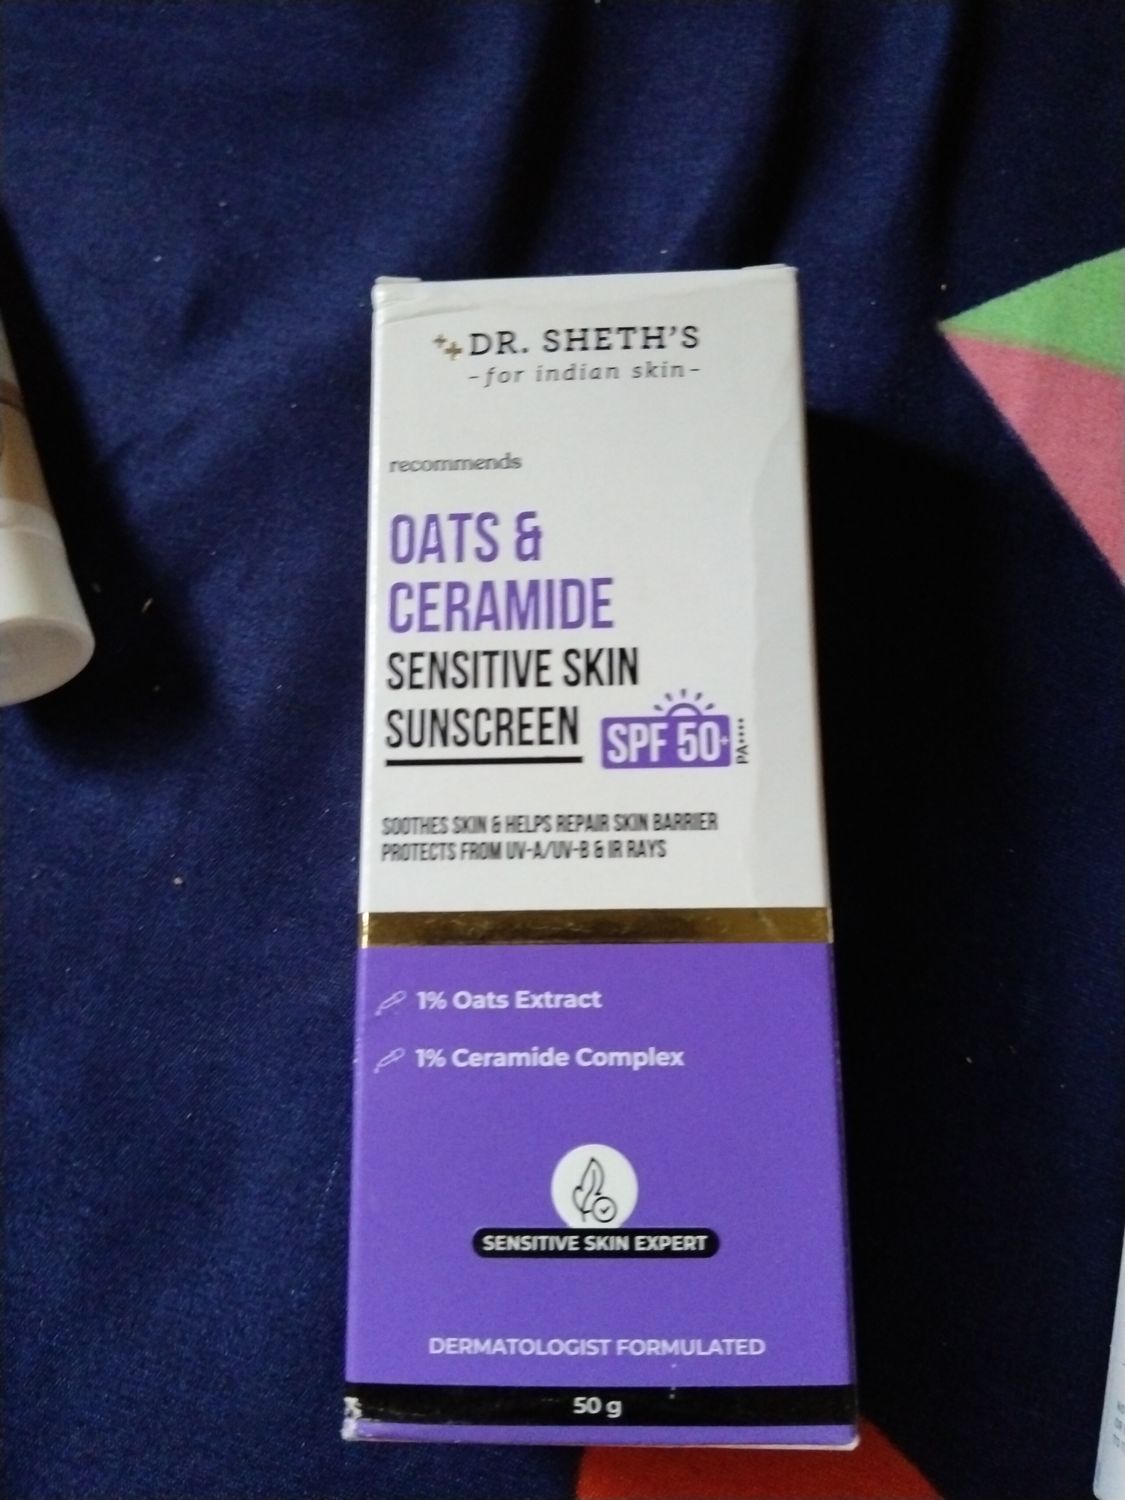 DR. SHETH'S
-for indian skin-
recommends
OATS &
CERAMIDE
SENSITIVE SKIN
SUNSCREEN
SPF 50+
PA++++
SOOTHES SKIN & HELPS REPAIR SKIN BARRIER
PROTECTS FROM UV-A/UV-B & IR RAYS
1% Oats Extract
1% Ceramide Complex
SENSITIVE SKIN EXPERT
DERMATOLOGIST FORMULATED
50 g